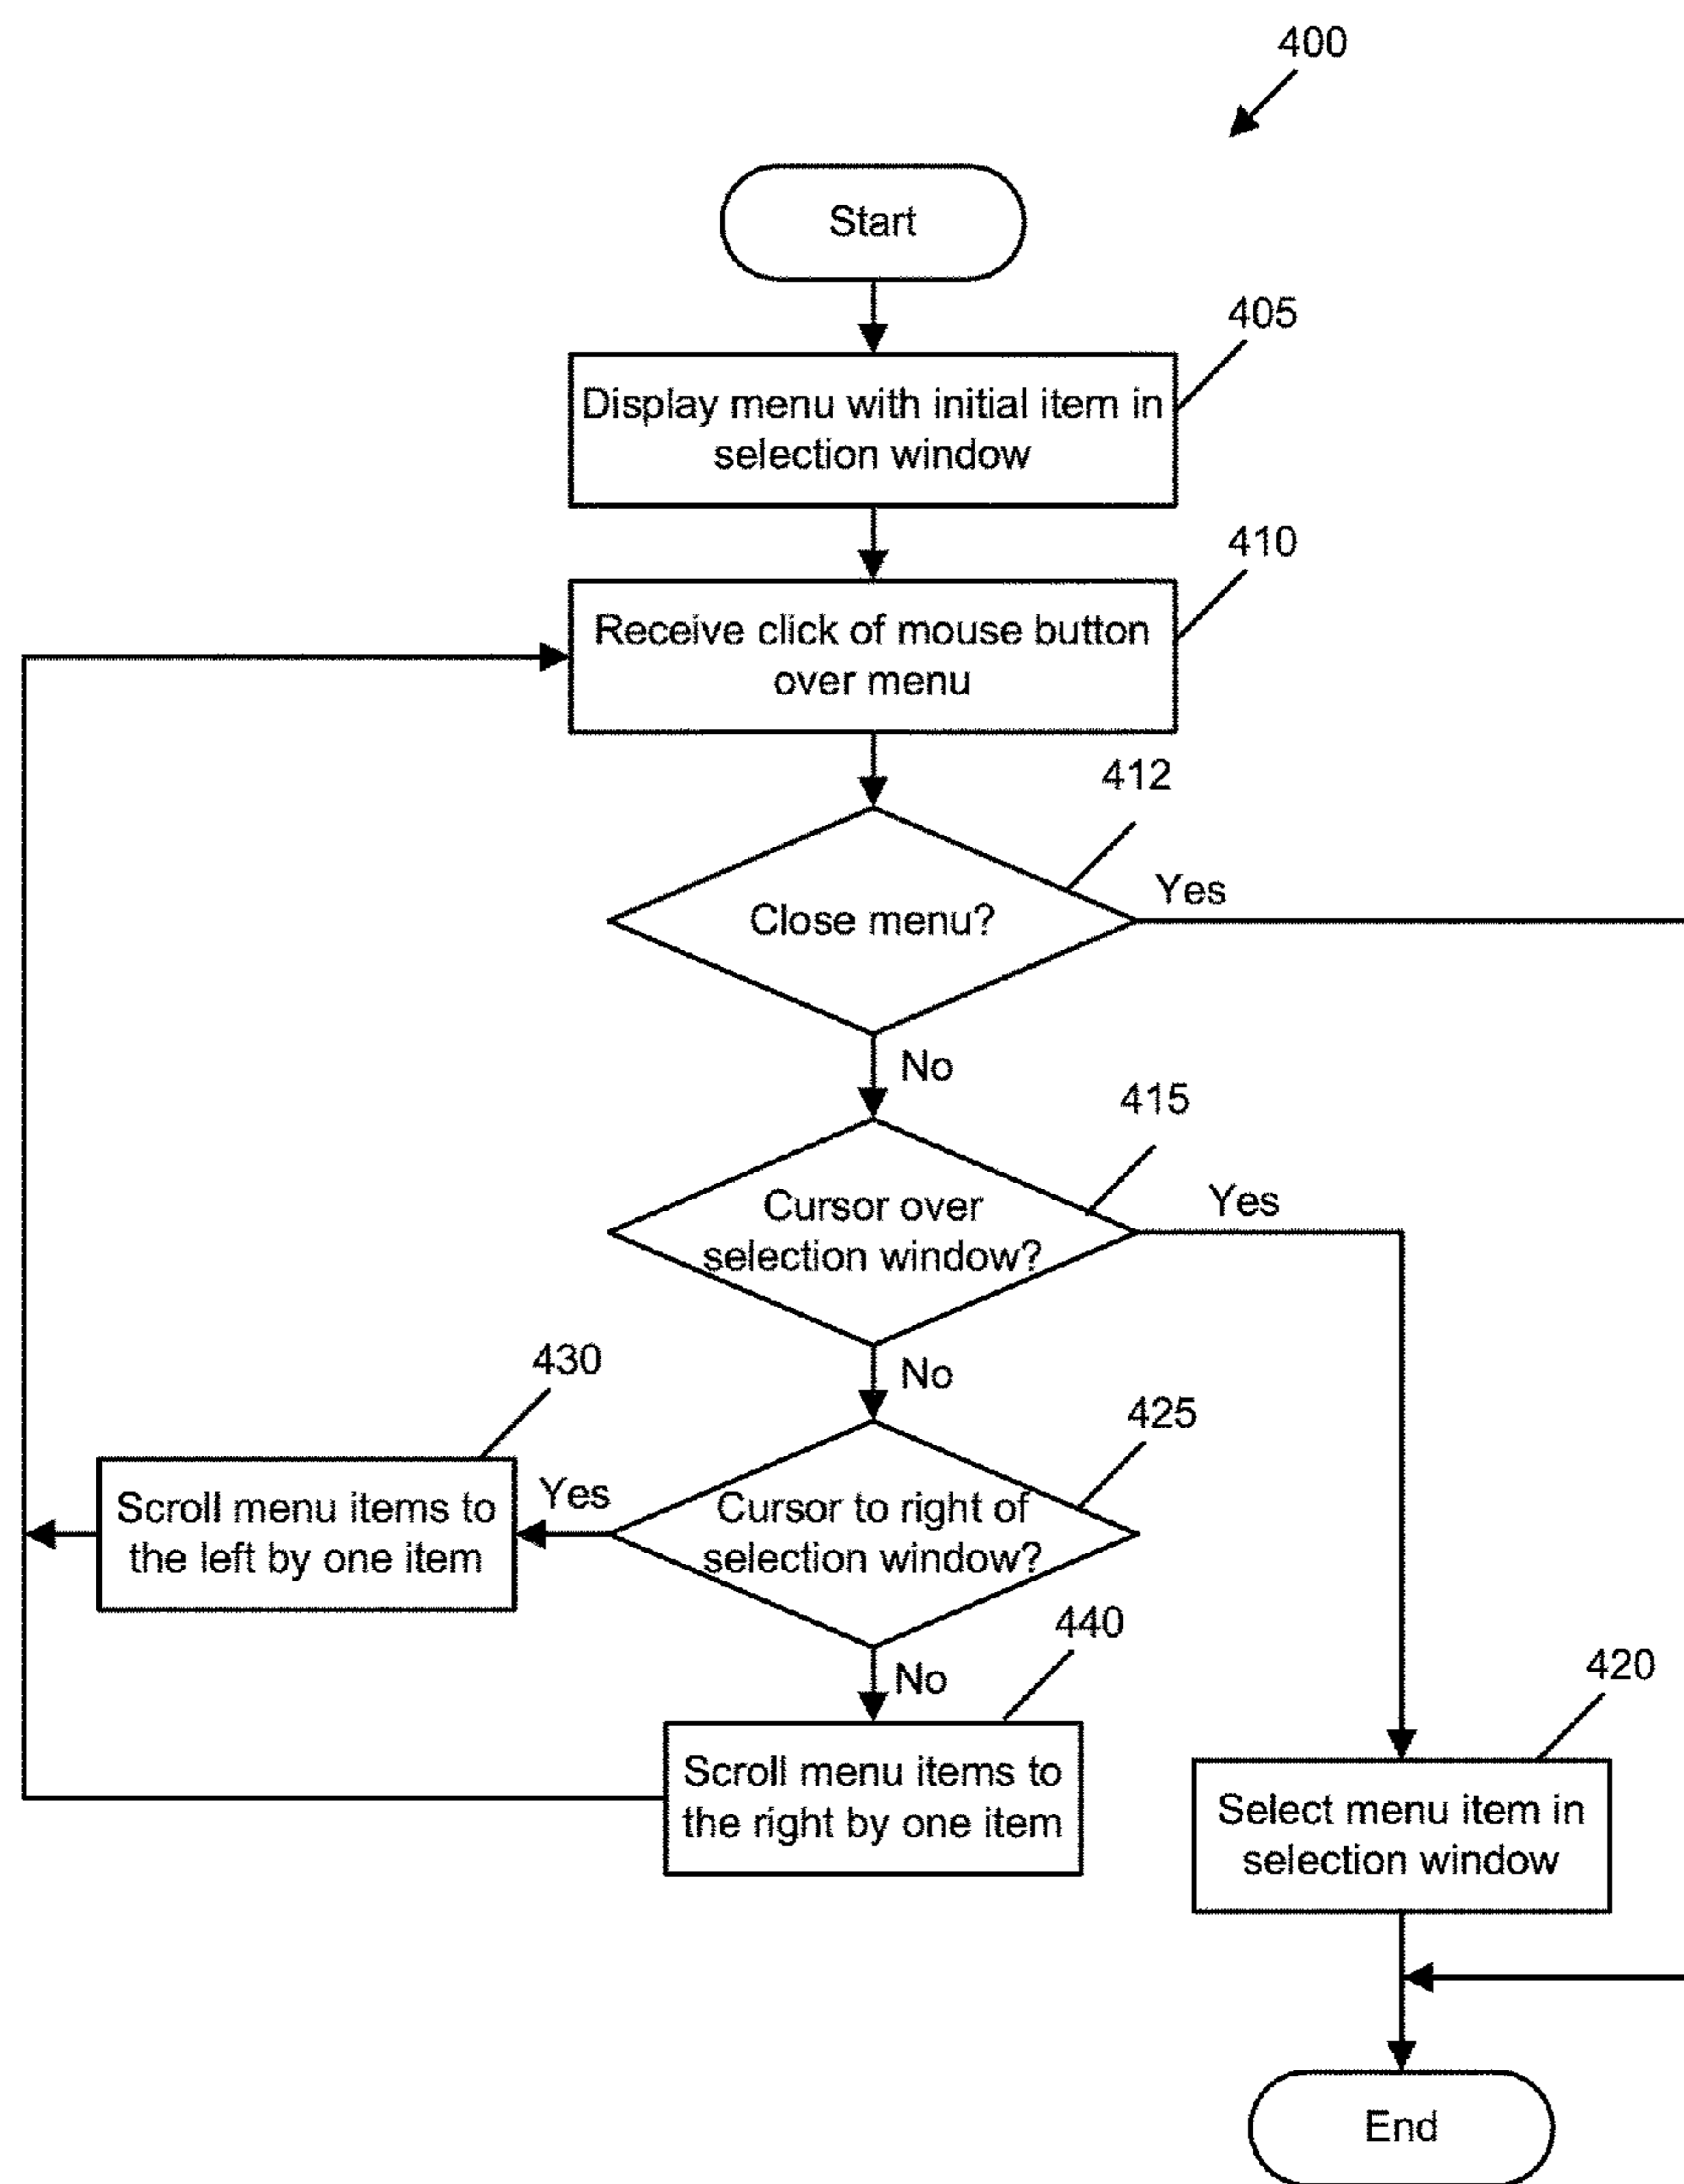 400
Start
405
Display menu with initial item in
selection window
410
Receive click of mouse button
over menu
412
Close menu?
Yes
No
415
Cursor over
selection window?
Yes
No
430
425
Scroll menu items to
the left by one item
Yes
Cursor to right of
selection window?
440
No
Scroll menu items to
the right by one item
420
Select menu item in
selection window
End